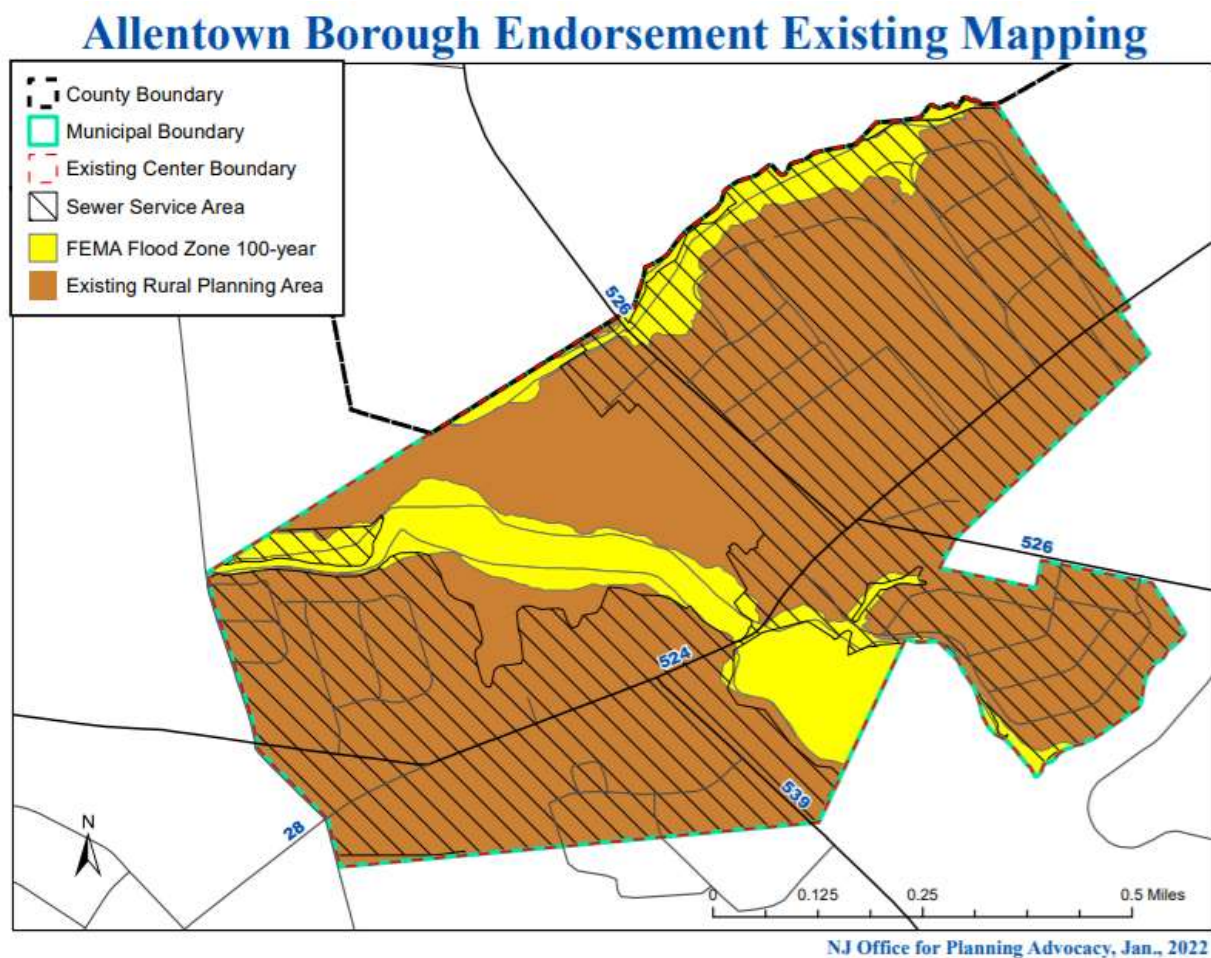 Allentown Borough Endorsement Existing Mapping
County Boundary
Municipal Boundary
Existing Center Boundary
Sewer Service Area
FEMA Flood Zone 100-year
Existing Rural Planning Area
526
526
524
539
28
N
0 0.125 0.25 0.5 Miles
NJ Office for Planning Advocacy, Jan., 2022